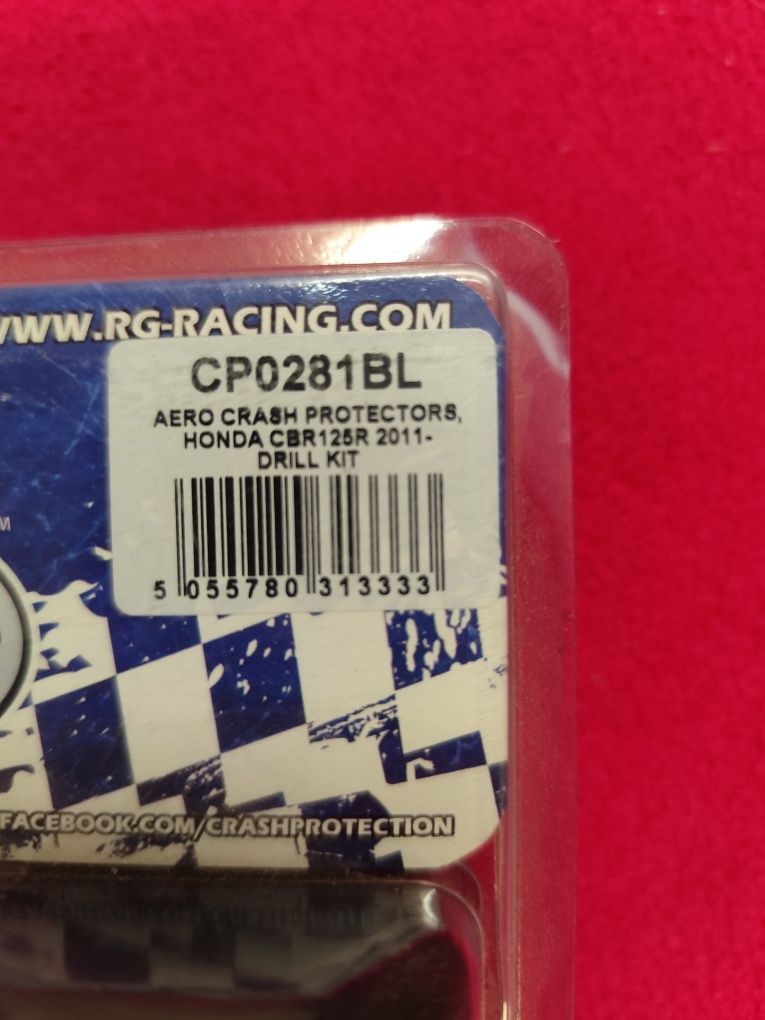 WWW.RG-RACING.COM
CP0281BL
AERO CRASH PROTECTORS,
HONDA CBR125R 2011-
DRILL KIT
5 055780 313333
M
FACEBOOK.COM/CRASHPROTECTION